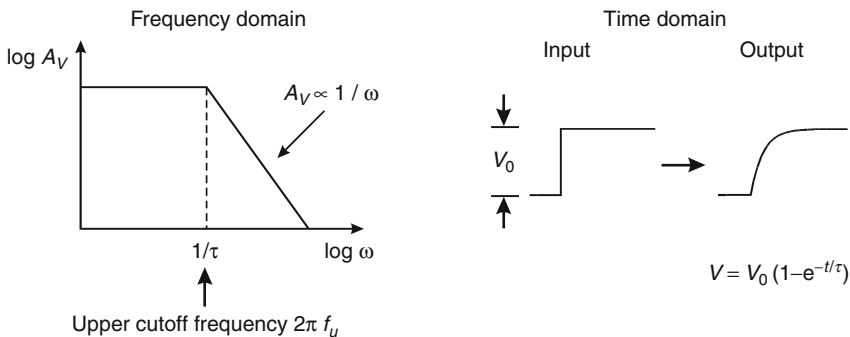 Frequency domain
log A_V
A_V ∝ 1 / ω
1/τ
log ω
Upper cutoff frequency 2π f_u
Time domain
Input
Output
V_0
V = V_0 (1–e^{–t/τ})